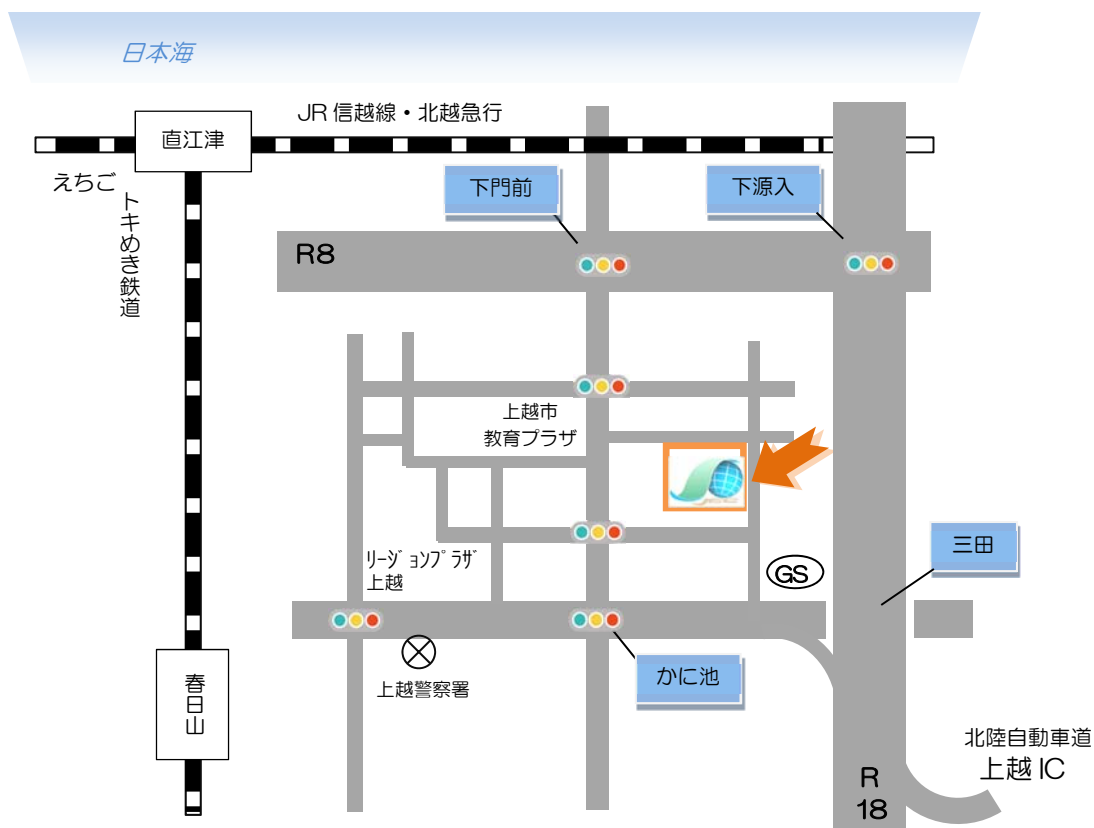 日本海
JR 信越線・北越急行
直江津
えちご
トキめき鉄道
下門前
下源入
R8
上越市
教育プラザ
リージョンプラザ
上越
GS
三田
上越警察署
かに池
春日山
北陸自動車道
上越 IC
R
18